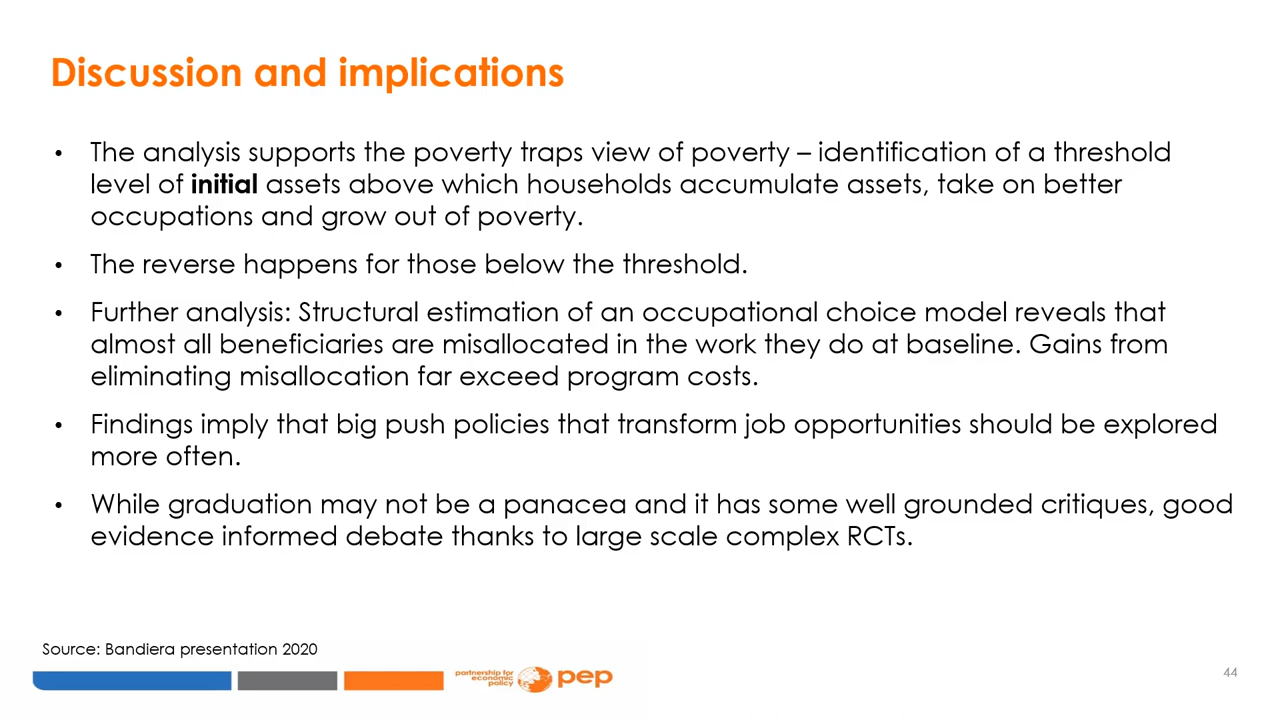 Discussion and implications
• The analysis supports the poverty traps view of poverty – identification of a threshold
level of initial assets above which households accumulate assets, take on better
occupations and grow out of poverty.
• The reverse happens for those below the threshold.
• Further analysis: Structural estimation of an occupational choice model reveals that
almost all beneficiaries are misallocated in the work they do at baseline. Gains from
eliminating misallocation far exceed program costs.
• Findings imply that big push policies that transform job opportunities should be explored
more often.
• While graduation may not be a panacea and it has some well grounded critiques, good
evidence informed debate thanks to large scale complex RCTs.
Source: Bandiera presentation 2020
partnership for
economic
policy
pep
44